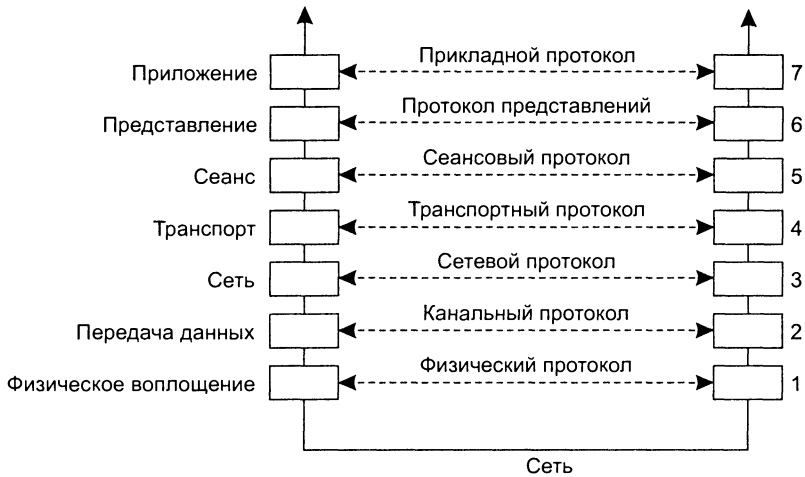 Приложение Прикладной протокол 7
Представление Протокол представлений 6
Сеанс Сеансовый протокол 5
Транспорт Транспортный протокол 4
Сеть Сетевой протокол 3
Передача данных Канальный протокол 2
Физическое воплощение Физический протокол 1
Сеть